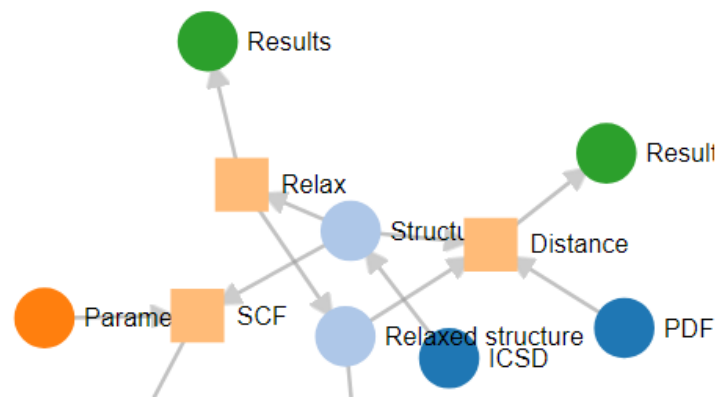 Results
Result
Relax
Structu
Distance
Parame
SCF
Relaxed structure
PDF
ICSD